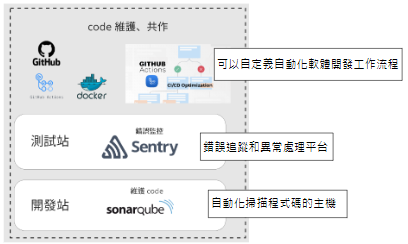 code 維護、共作
GitHub
GitHub Actions
docker
GITHUB
Actions
CI/CD Optimization
可以自定義自動化軟體開發工作流程
測試站
錯誤監控
Sentry
錯誤追蹤和異常處理平台
開發站
維護 code
sonarqube
自動化掃描程式碼的主機